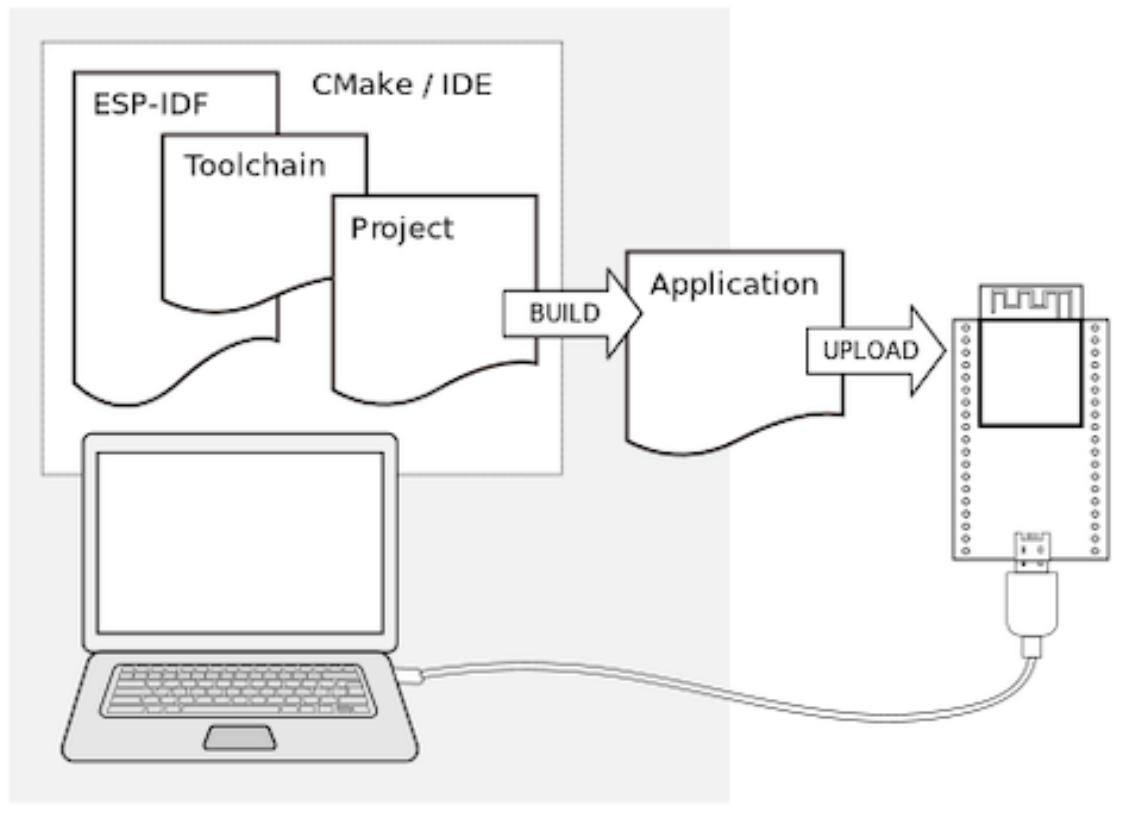 CMake / IDE
ESP-IDF
Toolchain
Project
BUILD
Application
UPLOAD